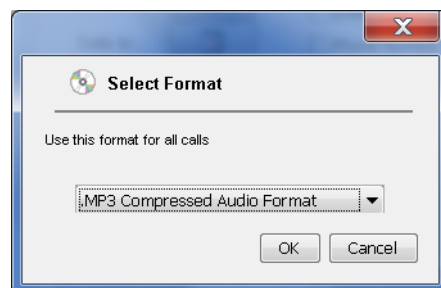 Select Format
Use this format for all calls
.MP3 Compressed Audio Format
OK Cancel